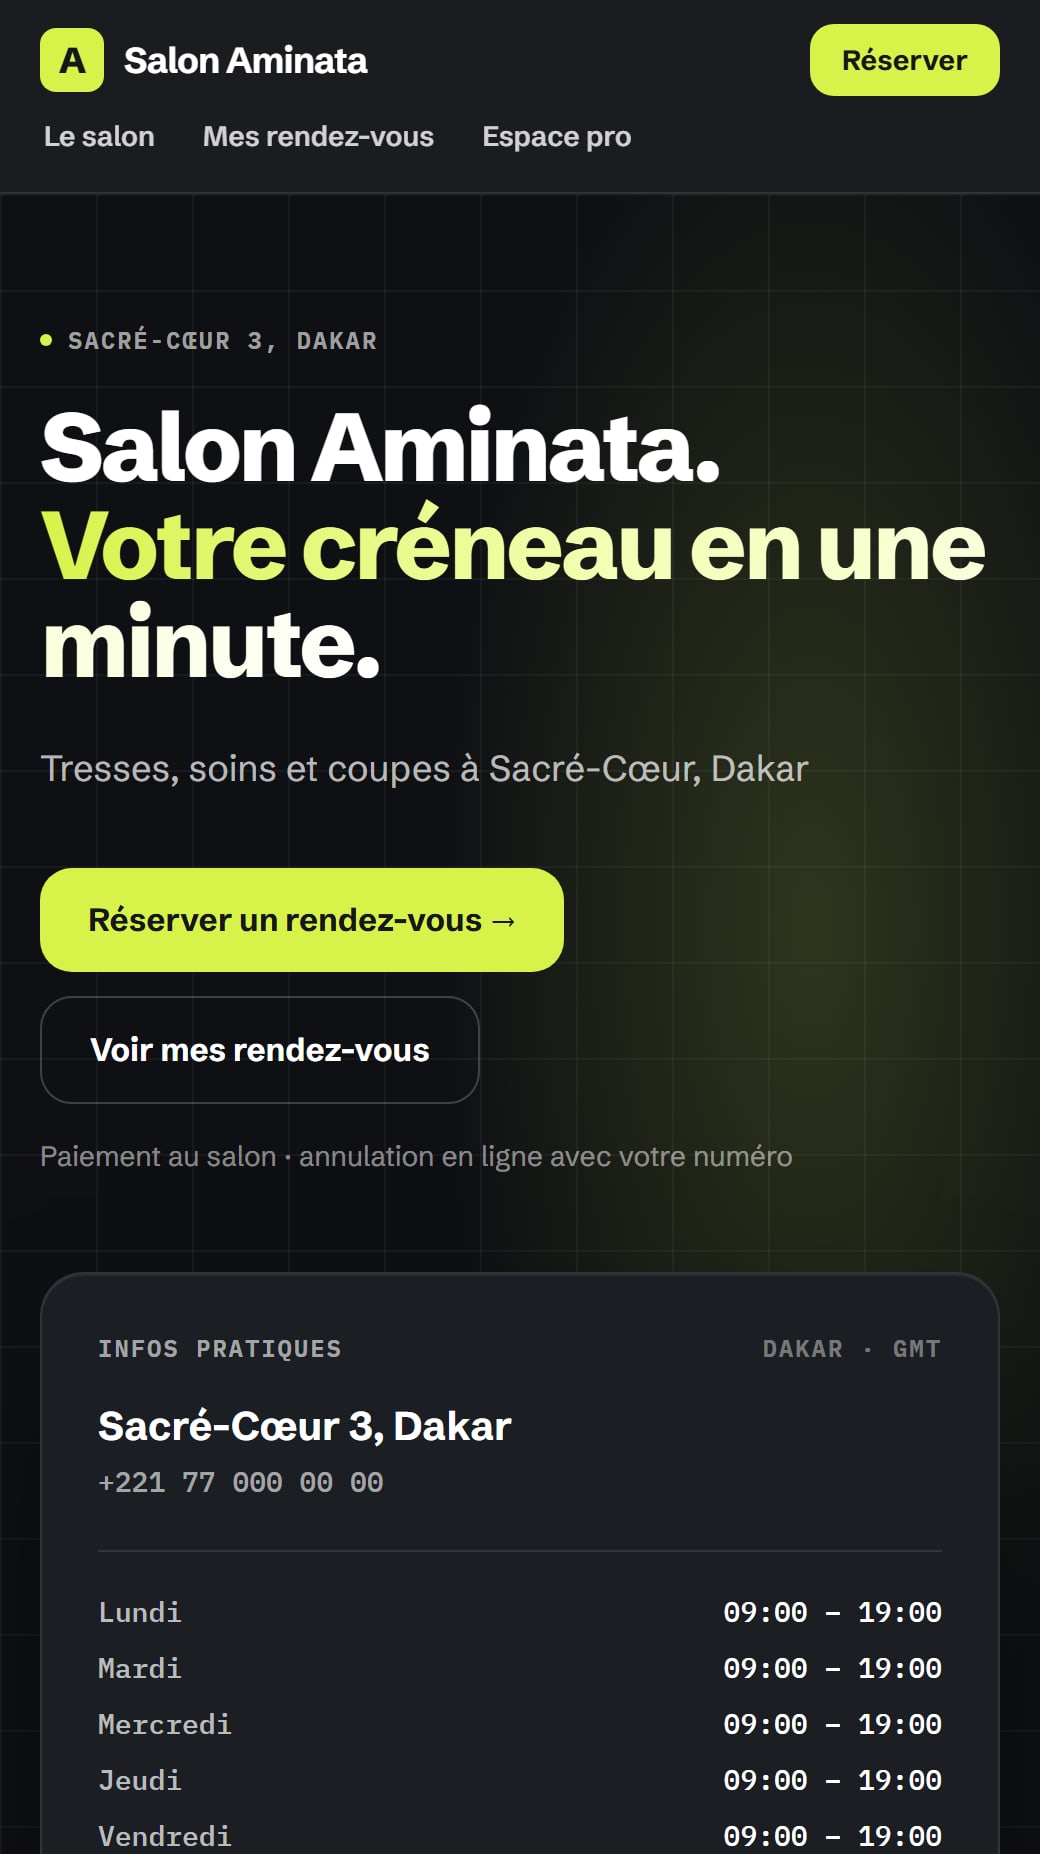 A Salon Aminata Réserver
Le salon Mes rendez-vous Espace pro
SACRÉ-CŒUR 3, DAKAR
Salon Aminata.
Votre créneau en une
minute.
Tresses, soins et coupes à Sacré-Cœur, Dakar
Réserver un rendez-vous →
Voir mes rendez-vous
Paiement au salon · annulation en ligne avec votre numéro
INFOS PRATIQUES DAKAR · GMT
Sacré-Cœur 3, Dakar
+221 77 000 00 00
Lundi 09:00 – 19:00
Mardi 09:00 – 19:00
Mercredi 09:00 – 19:00
Jeudi 09:00 – 19:00
Vendredi 09:00 – 19:00